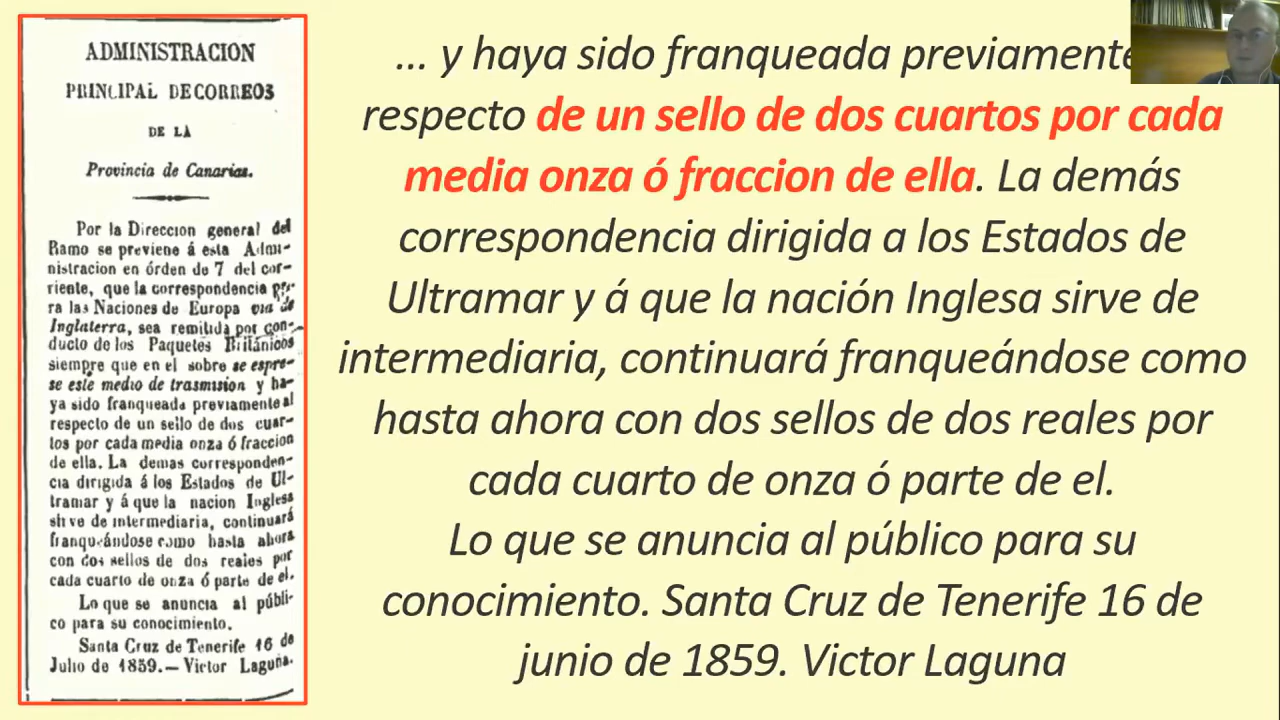 ADMINISTRACION
PRINCIPAL DE CORREOS
DE LA
Provincia de Canarias.
Por la Direccion general del
Ramo se previene á esta Admi-
nistracion en órden de 7 del cor-
riente, que la correspondencia pa-
ra las Naciones de Europa via de
Inglaterra, sea remitida por con-
ducto de los Paquetes Británicos
siempre que en el sobre se espre-
se este medio de trasmision y ha-
ya sido franqueada previamente al
respecto de un sello de dos cuar-
tos por cada media onza ó fraccion
de ella. La demas corresponden-
cia dirigida á los Estados de Ul-
tramar y á que la nacion Inglesa
sirve de intermediaria, continuará
franqueándose como hasta ahora
con dos sellos de dos reales por
cada cuarto de onza ó parte de el.
Lo que se anuncia al públi-
co para su conocimiento.
Santa Cruz de Tenerife 16 de
Julio de 1859.—Victor Laguna.
... y haya sido franqueada previamente
respecto de un sello de dos cuartos por cada
media onza ó fraccion de ella. La demás
correspondencia dirigida a los Estados de
Ultramar y á que la nación Inglesa sirve de
intermediaria, continuará franqueándose como
hasta ahora con dos sellos de dos reales por
cada cuarto de onza ó parte de el.
Lo que se anuncia al público para su
conocimiento. Santa Cruz de Tenerife 16 de
junio de 1859. Victor Laguna